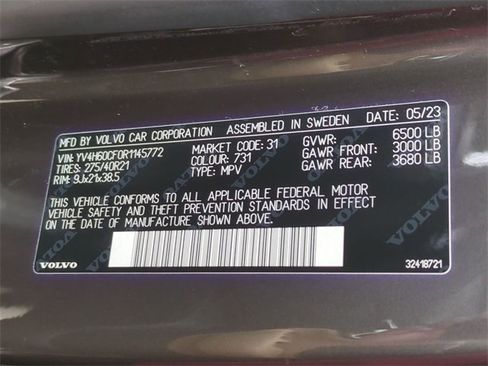 MFD BY VOLVO CAR CORPORATION ASSEMBLED IN SWEDEN DATE: 05/23
VIN: YV4H60CF0R1145772 MARKET CODE: 31 GVWR: 6500 LB
TIRES: 275/40R21 COLOUR: 731 GAWR FRONT: 3000 LB
RIM: 9Jx21x38.5 TYPE: MPV GAWR REAR: 3680 LB
THIS VEHICLE CONFORMS TO ALL APPLICABLE FEDERAL MOTOR
VEHICLE SAFETY AND THEFT PREVENTION STANDARDS IN EFFECT
ON THE DATE OF MANUFACTURE SHOWN ABOVE.
VOLVO 32418721